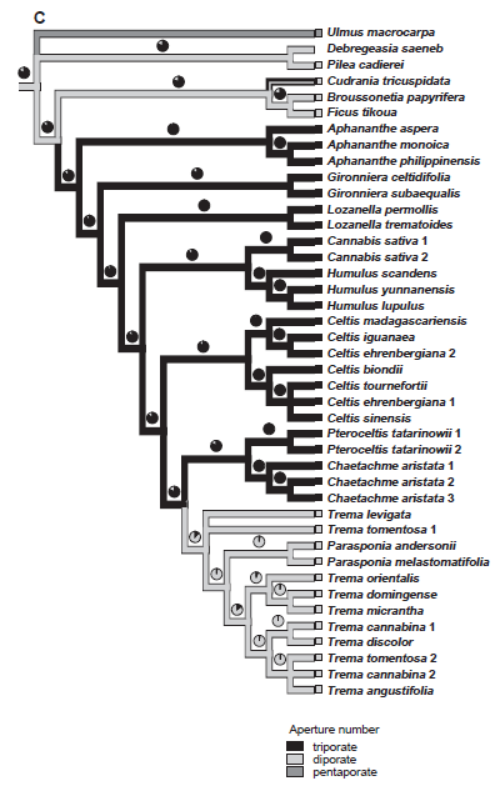 C
Ulmus macrocarpa
Debregeasia saeneb
Pilea cadierei
Cudrania tricuspidata
Broussonetia papyrifera
Ficus tikoua
Aphananthe aspera
Aphananthe monoica
Aphananthe philippinensis
Gironniera celtidifolia
Gironniera subaequalis
Lozanella permollis
Lozanella trematoides
Cannabis sativa 1
Cannabis sativa 2
Humulus scandens
Humulus yunnanensis
Humulus lupulus
Celtis madagascariensis
Celtis iguanaea
Celtis ehrenbergiana 2
Celtis biondii
Celtis tournefortii
Celtis ehrenbergiana 1
Celtis sinensis
Pteroceltis tatarinowii 1
Pteroceltis tatarinowii 2
Chaetachme aristata 1
Chaetachme aristata 2
Chaetachme aristata 3
Trema levigata
Trema tomentosa 1
Parasponia andersonii
Parasponia melastomatifolia
Trema orientalis
Trema domingense
Trema micrantha
Trema cannabina 1
Trema discolor
Trema tomentosa 2
Trema cannabina 2
Trema angustifolia
Aperture number
triporate
diporate
pentaporate